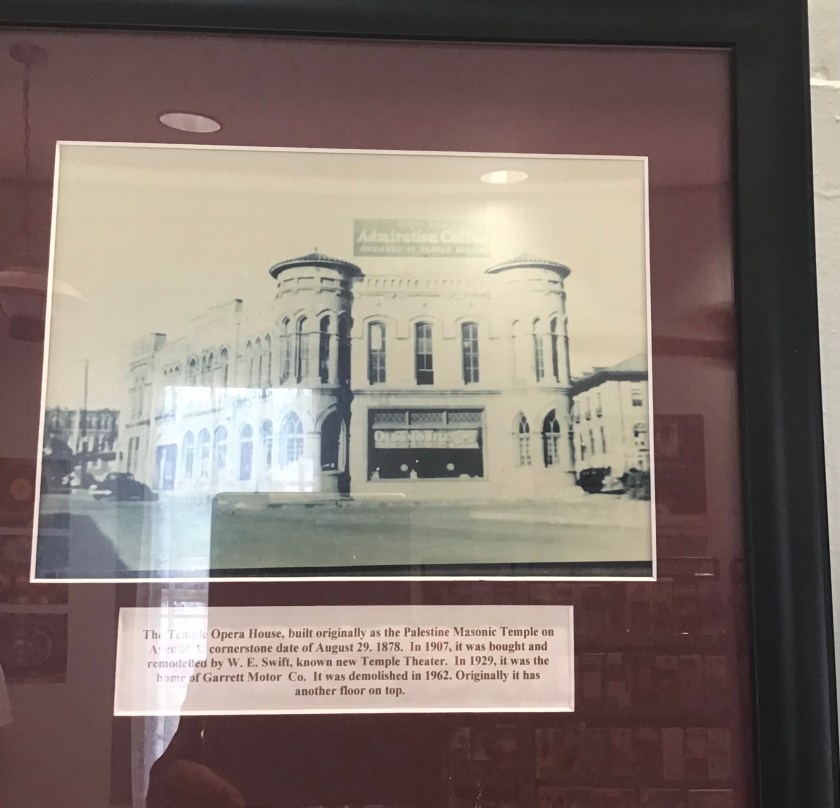 Admiration Coffee
OLDSMOBILE
The Temple Opera House, built originally as the Palestine Masonic Temple on
Avenue A, cornerstone date of August 29. 1878. In 1907, it was bought and
remodelled by W. E. Swift, known new Temple Theater. In 1929, it was the
home of Garrett Motor Co. It was demolished in 1962. Originally it has
another floor on top.